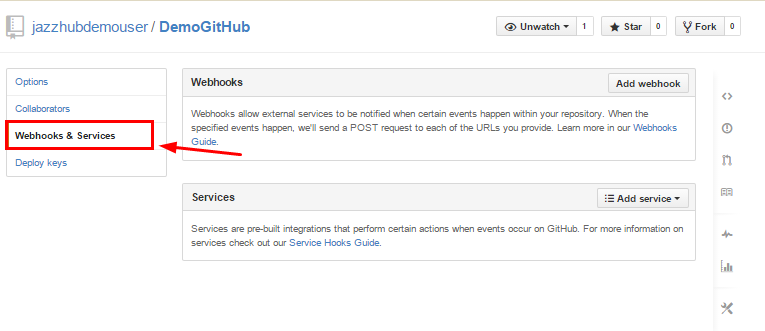 jazzhubdemouser / DemoGitHub
Unwatch 1 Star 0 Fork 0
Options
Collaborators
Webhooks & Services
Deploy keys
Webhooks
Add webhook
Webhooks allow external services to be notified when certain events happen within your repository. When the
specified events happen, we'll send a POST request to each of the URLs you provide. Learn more in our Webhooks
Guide.
Services
Add service
Services are pre-built integrations that perform certain actions when events occur on GitHub. For more information on
services check out our Service Hooks Guide.